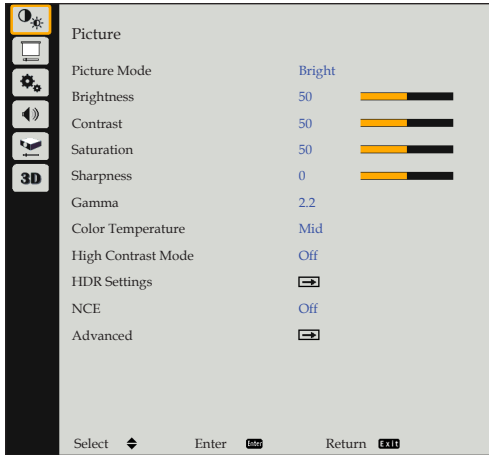 Picture
Picture Mode Bright
Brightness 50
Contrast 50
Saturation 50
Sharpness 0
Gamma 2.2
Color Temperature Mid
High Contrast Mode Off
HDR Settings
NCE Off
Advanced
3D
Select Enter Enter Return Exit